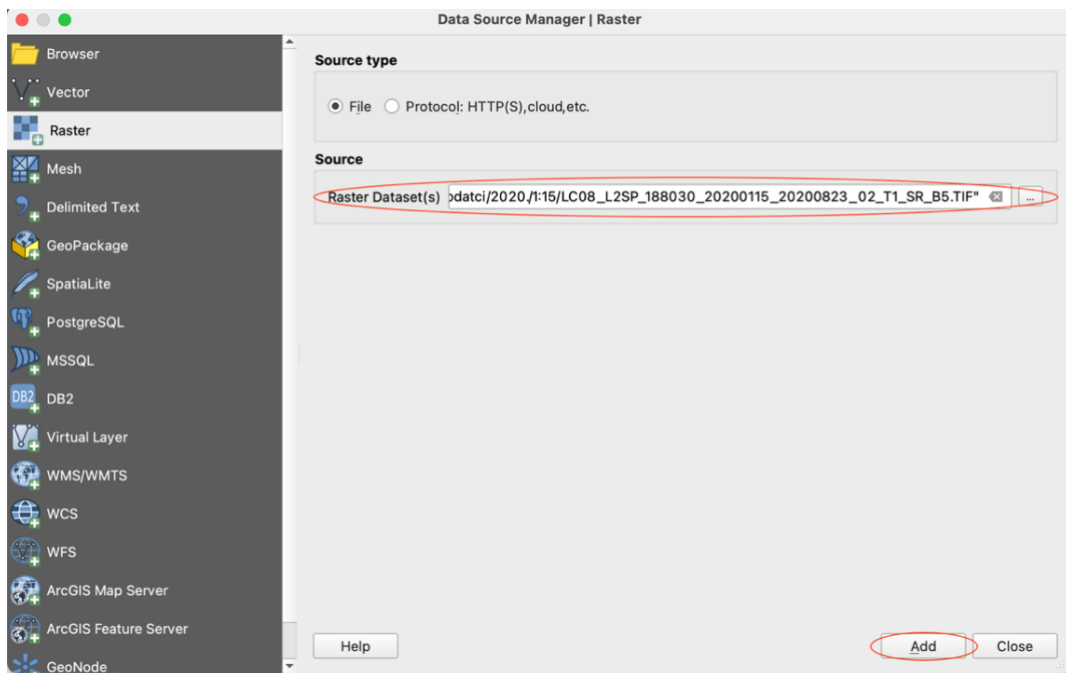 Data Source Manager | Raster
Browser
Vector
Raster
Mesh
Delimited Text
GeoPackage
SpatiaLite
PostgreSQL
MSSQL
DB2
DB2
Virtual Layer
WMS/WMTS
WCS
WFS
ArcGIS Map Server
ArcGIS Feature Server
GeoNode
Source type
File Protocol: HTTP(S),cloud,etc.
Source
Raster Dataset(s) odatci/2020./1:15/LC08_L2SP_188030_20200115_20200823_02_T1_SR_B5.TIF" ...
Help Add Close